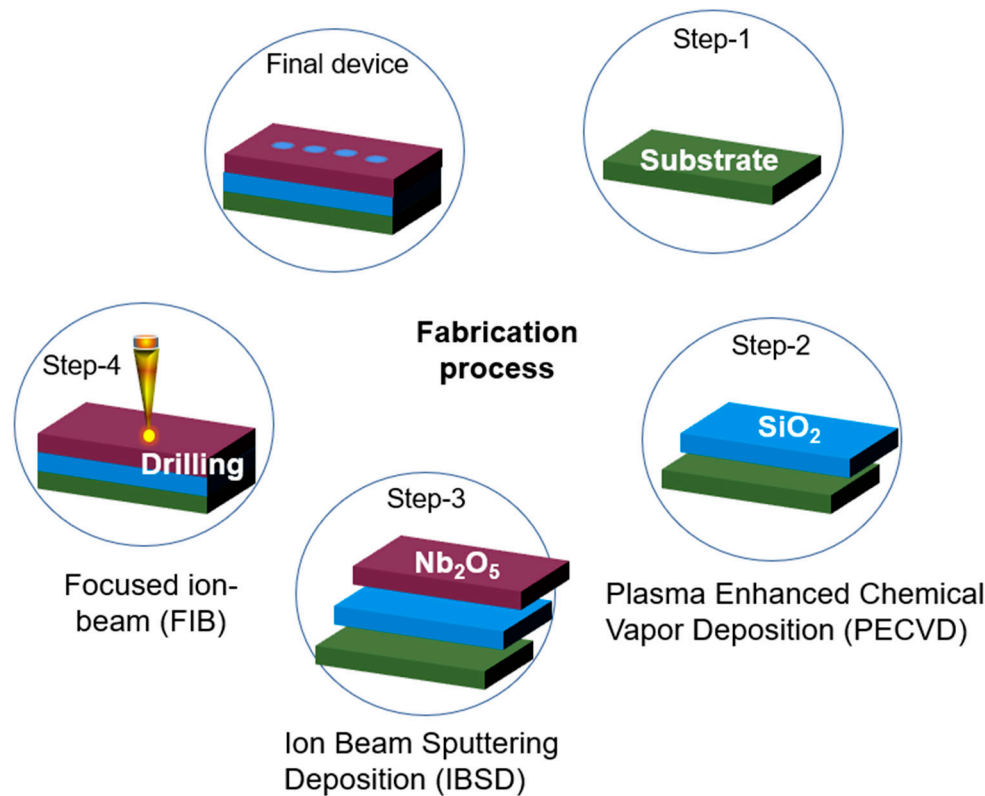 Final device
Step-1
Substrate
Fabrication
process
Step-2
SiO₂
Plasma Enhanced Chemical
Vapor Deposition (PECVD)
Step-3
Nb₂O₅
Ion Beam Sputtering
Deposition (IBSD)
Step-4
Drilling
Focused ion-
beam (FIB)